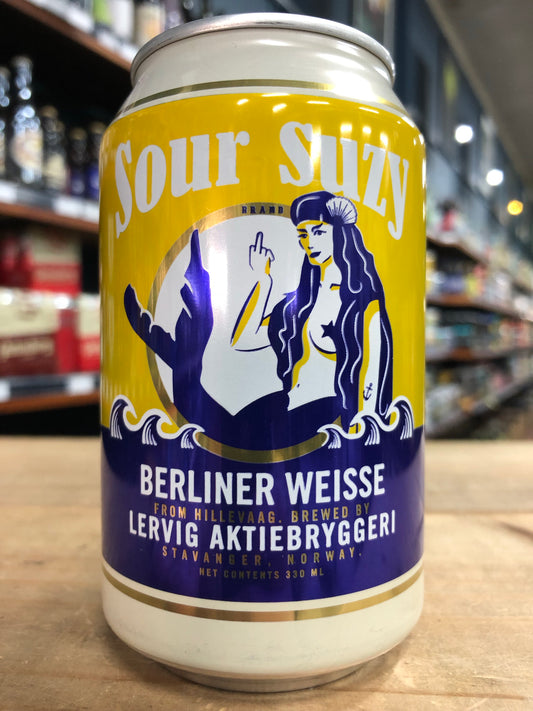 Sour Suzy
BRAND
BERLINER WEISSE
FROM HILLEVAAG. BREWED BY
LERVIG AKTIEBRYGGERI
STAVANGER, NORWAY.
NET CONTENTS 330 ML